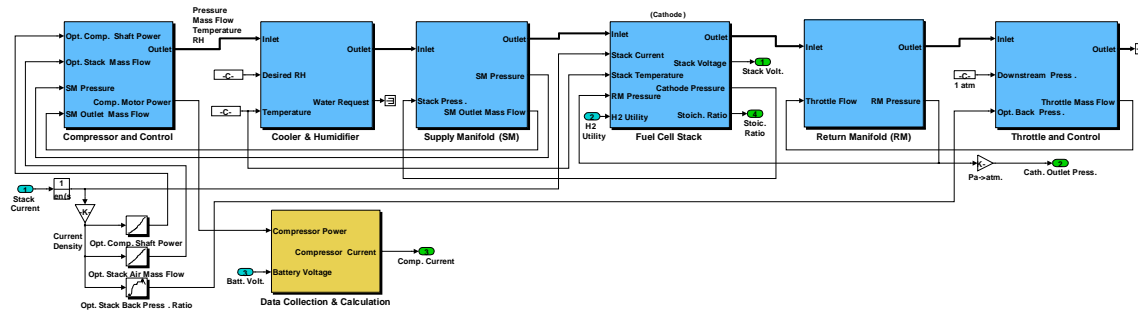 Pressure
Mass Flow
Temperature
RH
(Cathode)
Opt. Comp. Shaft Power
Outlet
Opt. Stack Mass Flow
SM Pressure
Comp. Motor Power
SM Outlet Mass Flow
Compressor and Control
Inlet
Outlet
-C-
Desired RH
Water Request
-C-
Temperature
Cooler & Humidifier
Inlet
Outlet
SM Pressure
Stack Press .
SM Outlet Mass Flow
Supply Manifold (SM)
Inlet
Outlet
Stack Current
Stack Voltage
Stack Temperature
Cathode Pressure
RM Pressure
Stoich. Ratio
H2 Utility
Fuel Cell Stack
1
Stack Volt.
4
Stoic.
Ratio
2
H2
Utility
Inlet
Outlet
Throttle Flow
RM Pressure
Return Manifold (RM)
Inlet
Outlet
-C-
1 atm
Downstream Press .
Throttle Mass Flow
Opt. Back Press .
Throttle and Control
K-
Pa->atm.
2
Cath. Outlet Press.
1
Stack
Current
1
en(s
-K-
Current
Density
Opt. Comp. Shaft Power
Opt. Stack Air Mass Flow
Opt. Stack Back Press . Ratio
Compressor Power
Compressor Current
Battery Voltage
3
Batt. Volt.
Data Collection & Calculation
3
Comp. Current